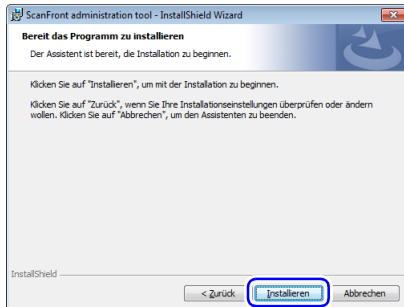 ScanFront administration tool - InstallShield Wizard
Bereit das Programm zu installieren
Der Assistent ist bereit, die Installation zu beginnen.
Klicken Sie auf "Installieren", um mit der Installation zu beginnen.
Klicken Sie auf "Zurück", wenn Sie Ihre Installationseinstellungen überprüfen oder ändern
wollen. Klicken Sie auf "Abbrechen", um den Assistenten zu beenden.
InstallShield
< Zurück Installieren Abbrechen